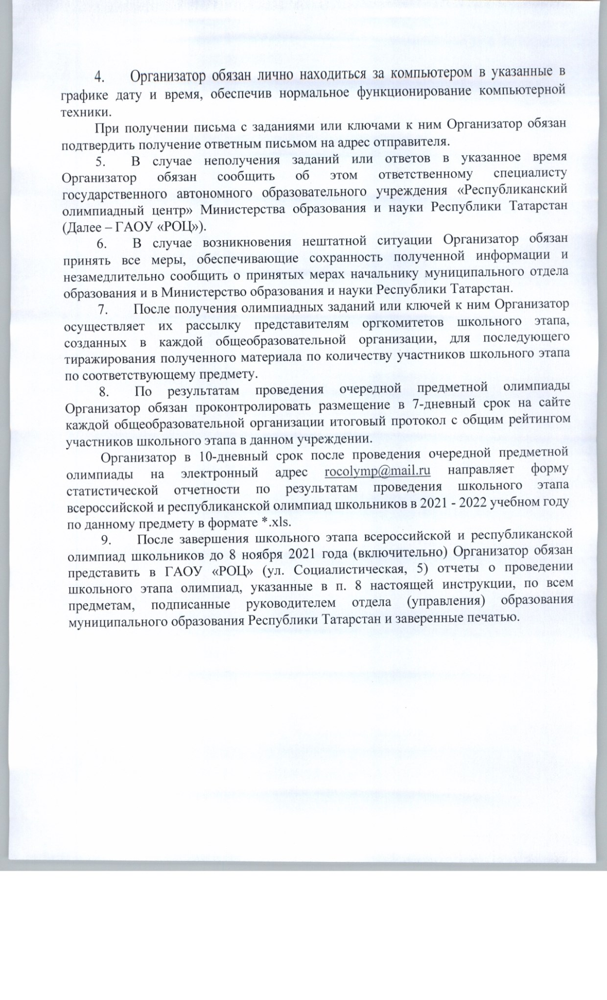 4. Организатор обязан лично находиться за компьютером в указанные в
графике дату и время, обеспечив нормальное функционирование компьютерной
техники.
При получении письма с заданиями или ключами к ним Организатор обязан
подтвердить получение ответным письмом на адрес отправителя.
5. В случае неполучения заданий или ответов в указанное время
Организатор обязан сообщить об этом ответственному специалисту
государственного автономного образовательного учреждения «Республиканский
олимпиадный центр» Министерства образования и науки Республики Татарстан
(Далее – ГАОУ «РОЦ»).
6. В случае возникновения нештатной ситуации Организатор обязан
принять все меры, обеспечивающие сохранность полученной информации и
незамедлительно сообщить о принятых мерах начальнику муниципального отдела
образования и в Министерство образования и науки Республики Татарстан.
7. После получения олимпиадных заданий или ключей к ним Организатор
осуществляет их рассылку представителям оргкомитетов школьного этапа,
созданных в каждой общеобразовательной организации, для последующего
тиражирования полученного материала по количеству участников школьного этапа
по соответствующему предмету.
8. По результатам проведения очередной предметной олимпиады
Организатор обязан проконтролировать размещение в 7-дневный срок на сайте
каждой общеобразовательной организации итоговый протокол с общим рейтингом
участников школьного этапа в данном учреждении.
Организатор в 10-дневный срок после проведения очередной предметной
олимпиады на электронный адрес rocolymp@mail.ru направляет форму
статистической отчетности по результатам проведения школьного этапа
всероссийской и республиканской олимпиад школьников в 2021 - 2022 учебном году
по данному предмету в формате *.xls.
9. После завершения школьного этапа всероссийской и республиканской
олимпиад школьников до 8 ноября 2021 года (включительно) Организатор обязан
представить в ГАОУ «РОЦ» (ул. Социалистическая, 5) отчеты о проведении
школьного этапа олимпиад, указанные в п. 8 настоящей инструкции, по всем
предметам, подписанные руководителем отдела (управления) образования
муниципального образования Республики Татарстан и заверенные печатью.